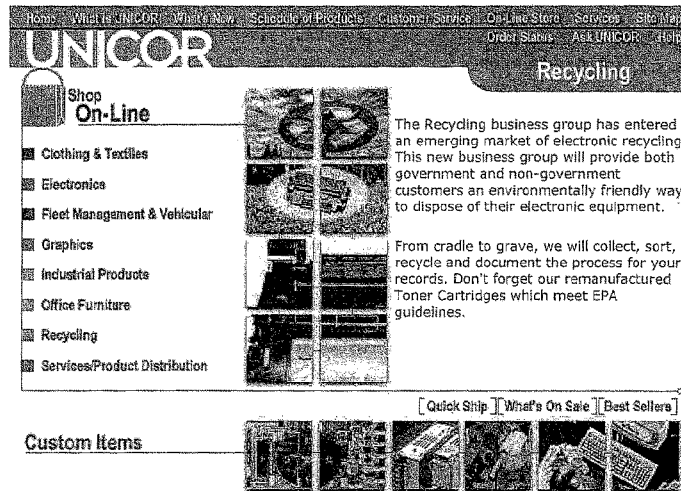 Home What is UNICOR? What's New Schedule of Products Customer Service On-Line Store Services Site Map
Order Status Ask UNICOR Help
UNICOR
Recycling
Shop
On-Line
Clothing & Textiles
Electronics
Fleet Management & Vehicular
Graphics
Industrial Products
Office Furniture
Recycling
Services/Product Distribution
The Recycling business group has entered
an emerging market of electronic recycling
This new business group will provide both
government and non-government
customers an environmentally friendly way
to dispose of their electronic equipment.
From cradle to grave, we will collect, sort,
recycle and document the process for your
records. Don't forget our remanufactured
Toner Cartridges which meet EPA
guidelines.
[ Quick Ship ][What's On Sale ][Best Sellers]
Custom Items